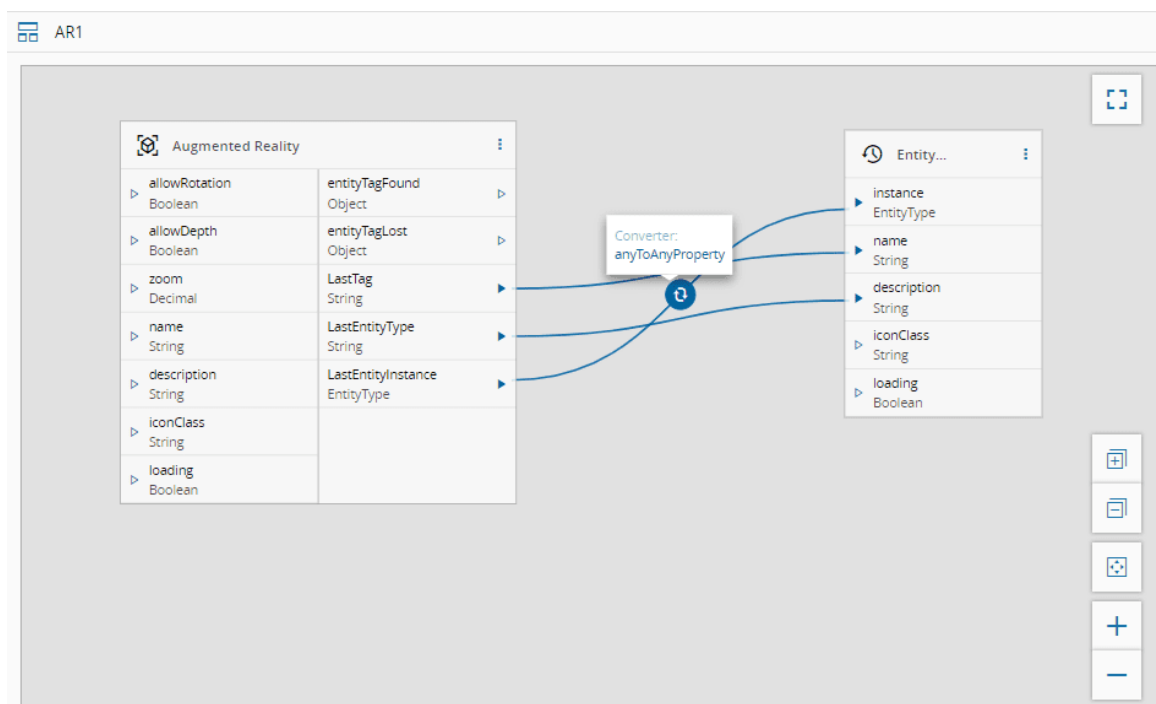 AR1
Augmented Reality
allowRotation
Boolean
allowDepth
Boolean
zoom
Decimal
name
String
description
String
iconClass
String
loading
Boolean
entityTagFound
Object
entityTagLost
Object
LastTag
String
LastEntityType
String
LastEntityInstance
EntityType
Converter:
anyToAnyProperty
Entity...
instance
EntityType
name
String
description
String
iconClass
String
loading
Boolean